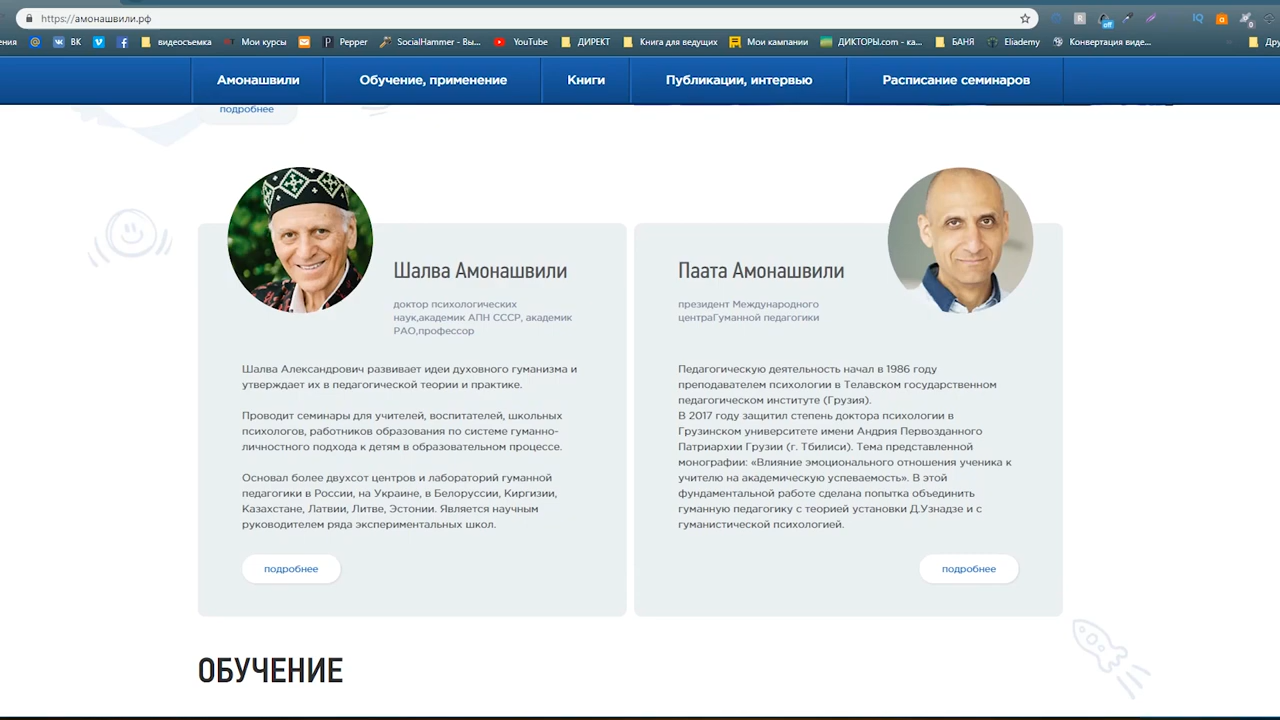 https://амонашвили.рф
ения ВК видеосъемка Мои курсы Pepper SocialHammer - Вы... YouTube ДИРЕКТ Книга для ведущих Мои кампании ДИКТОРЫ.com - ка... БАНЯ Eliademy Конвертация виде... Дру
Амонашвили Обучение, применение Книги Публикации, интервью Расписание семинаров
подробнее
Шалва Амонашвили
доктор психологических
наук,академик АПН СССР, академик
РАО,профессор
Шалва Александрович развивает идеи духовного гуманизма и
утверждает их в педагогической теории и практике.
Проводит семинары для учителей, воспитателей, школьных
психологов, работников образования по системе гуманно-
личностного подхода к детям в образовательном процессе.
Основал более двухсот центров и лабораторий гуманной
педагогики в России, на Украине, в Белоруссии, Киргизии,
Казахстане, Латвии, Литве, Эстонии. Является научным
руководителем ряда экспериментальных школ.
подробнее
Паата Амонашвили
президент Международного
центраГуманной педагогики
Педагогическую деятельность начал в 1986 году
преподавателем психологии в Телавском государственном
педагогическом институте (Грузия).
В 2017 году защитил степень доктора психологии в
Грузинском университете имени Андрия Первозданного
Патриархии Грузии (г. Тбилиси). Тема представленной
монографии: «Влияние эмоционального отношения ученика к
учителю на академическую успеваемость». В этой
фундаментальной работе сделана попытка объединить
гуманную педагогику с теорией установки Д.Узнадзе и с
гуманистической психологией.
подробнее
ОБУЧЕНИЕ